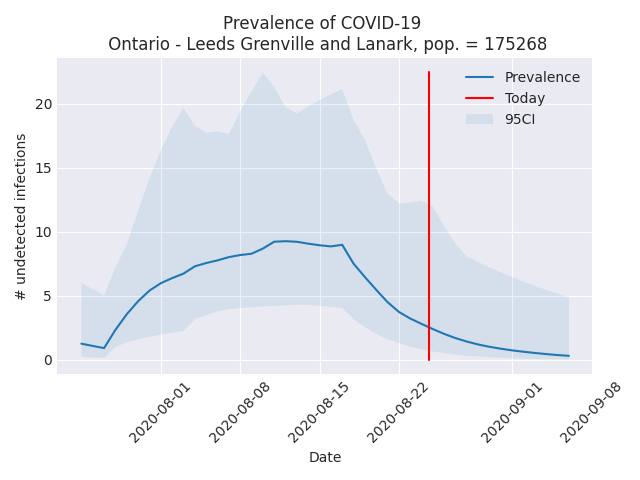 Prevalence of COVID-19
Ontario - Leeds Grenville and Lanark, pop. = 175268
Prevalence
Today
95CI
# undetected infections
20
15
10
5
0
2020-08-01
2020-08-08
2020-08-15
2020-08-22
2020-09-01
2020-09-08
Date